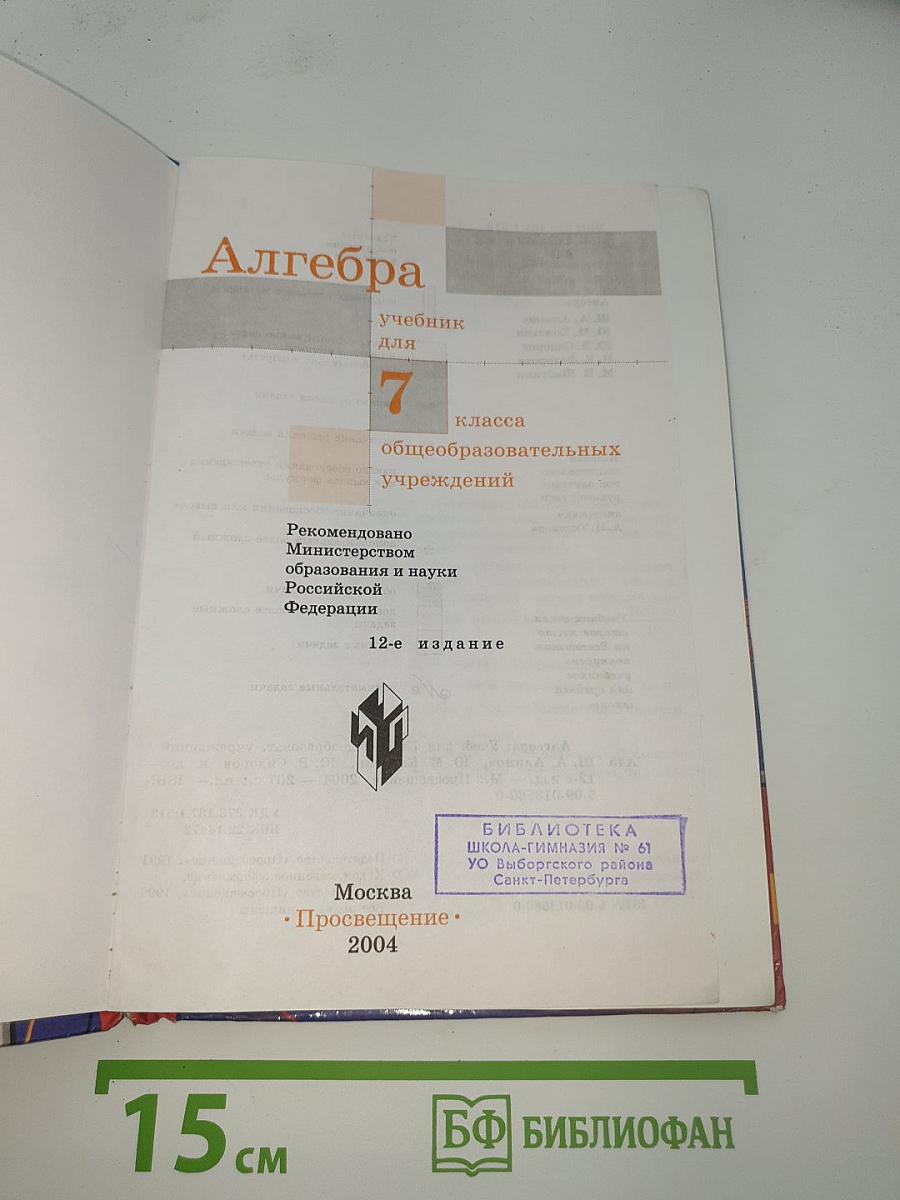 Алгебра
учебник
для
7
класса
общеобразовательных
учреждений
Рекомендовано
Министерством
образования и науки
Российской
Федерации
12-е издание
БИБЛИОТЕКА
ШКОЛА-ГИМНАЗИЯ № 61
УО Выборгского района
Санкт-Петербурга
Москва
• Просвещение •
2004
15 см
БФ БИБЛИОФАН